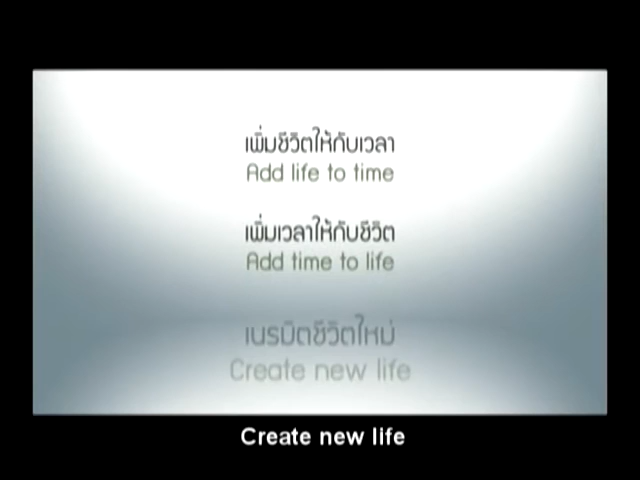 เพิ่มชีวิตให้กับเวลา
Add life to time
เพิ่มเวลาให้กับชีวิต
Add time to life
เนรมิตชีวิตใหม่
Create new life
Create new life